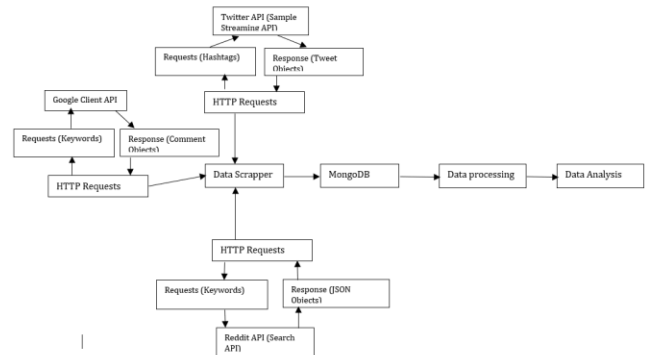 Twitter API (Sample
Streaming API)
Requests (Hashtags)
Response (Tweet
Objects)
HTTP Requests
Google Client API
Requests (Keywords)
Response (Comment
Objects)
HTTP Requests
Data Scrapper
MongoDB
Data processing
Data Analysis
HTTP Requests
Requests (Keywords)
Response (JSON
Objects)
Reddit API (Search
API)